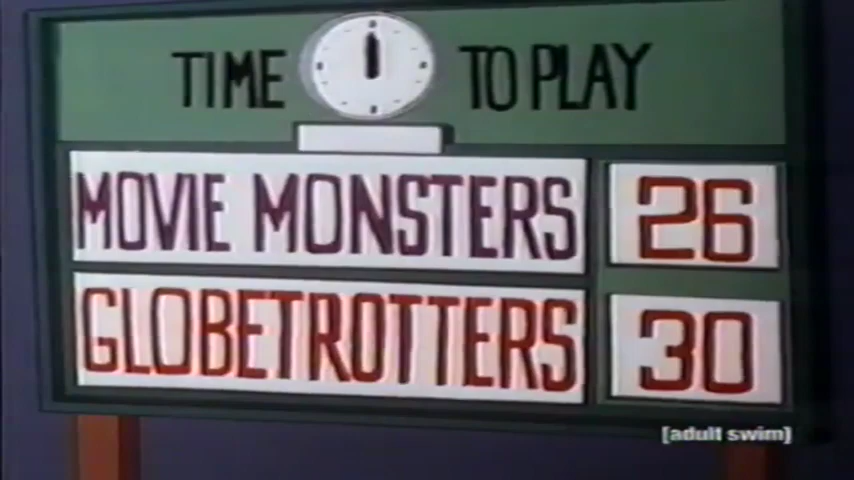 TIME TO PLAY
MOVIE MONSTERS 26
GLOBETROTTERS 30
[adult swim]